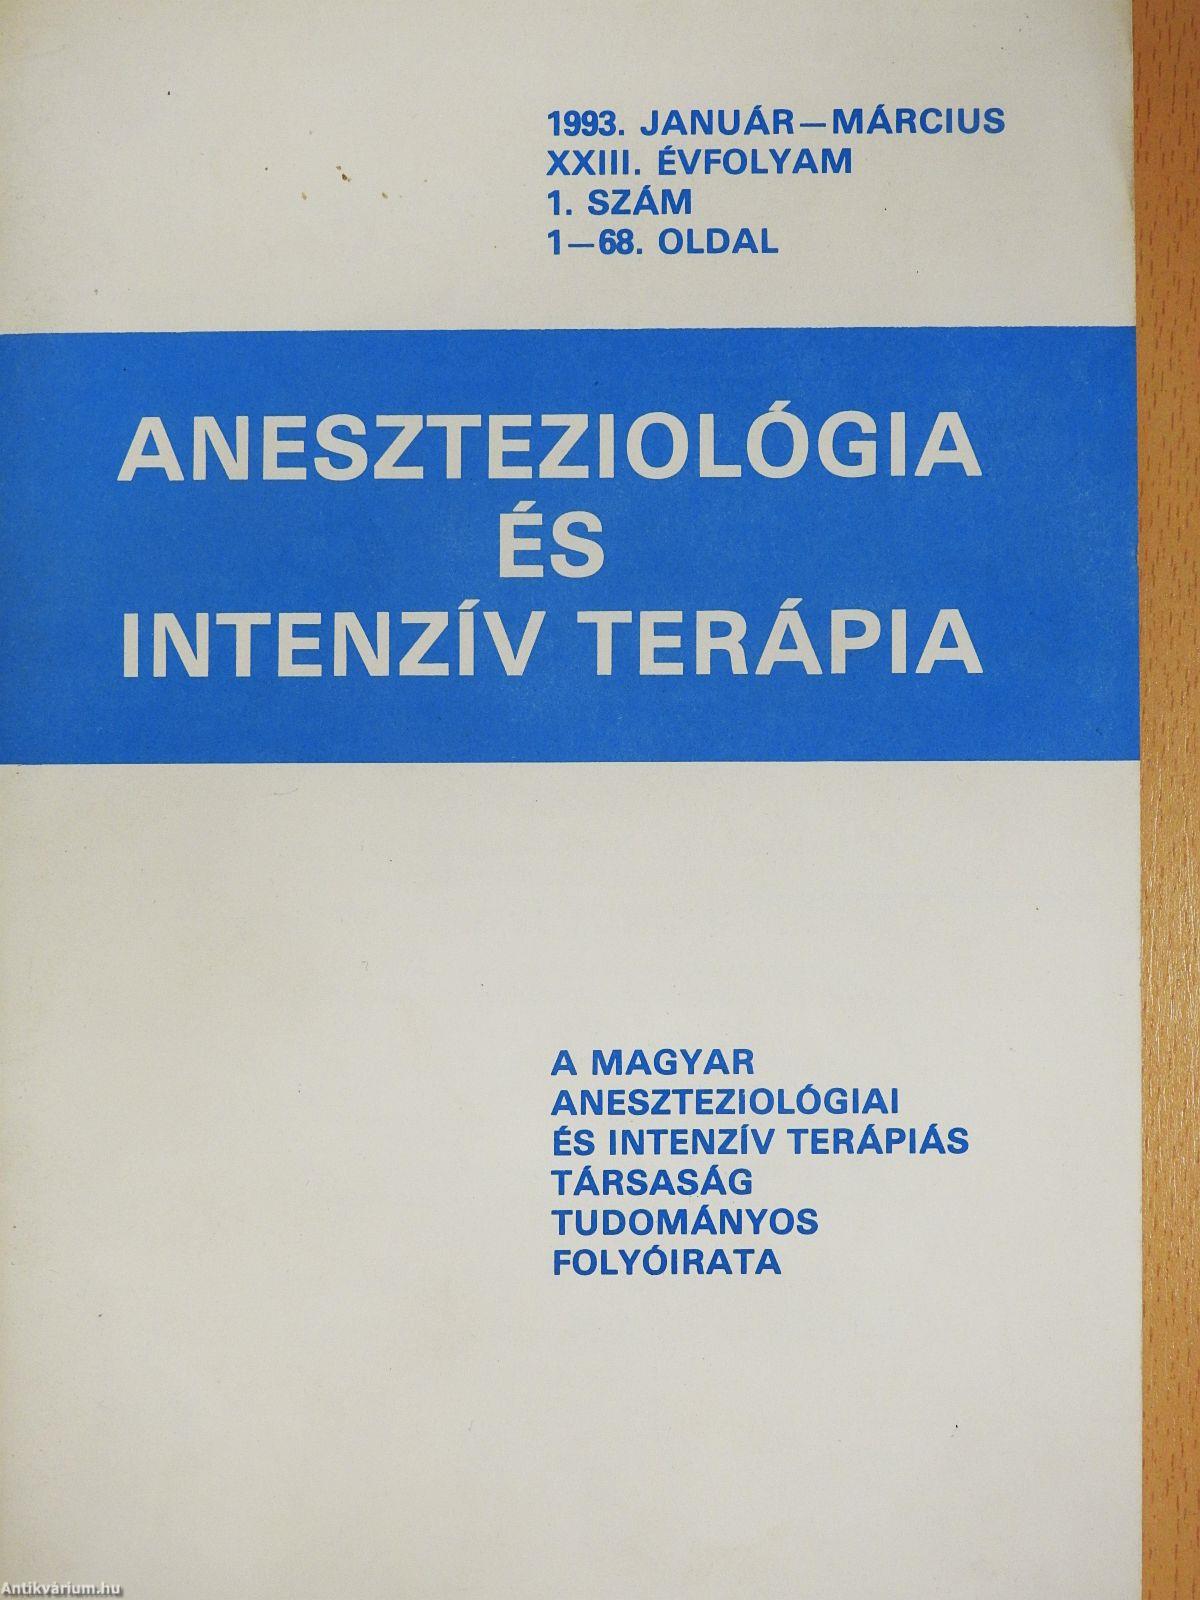 1993. JANUÁR—MÁRCIUS
XXIII. ÉVFOLYAM
1. SZÁM
1—68. OLDAL
ANESZTEZIOLÓGIA
ÉS
INTENZÍV TERÁPIA
A MAGYAR
ANESZTEZIOLÓGIAI
ÉS INTENZÍV TERÁPIÁS
TÁRSASÁG
TUDOMÁNYOS
FOLYÓIRATA
Antikvárium.hu